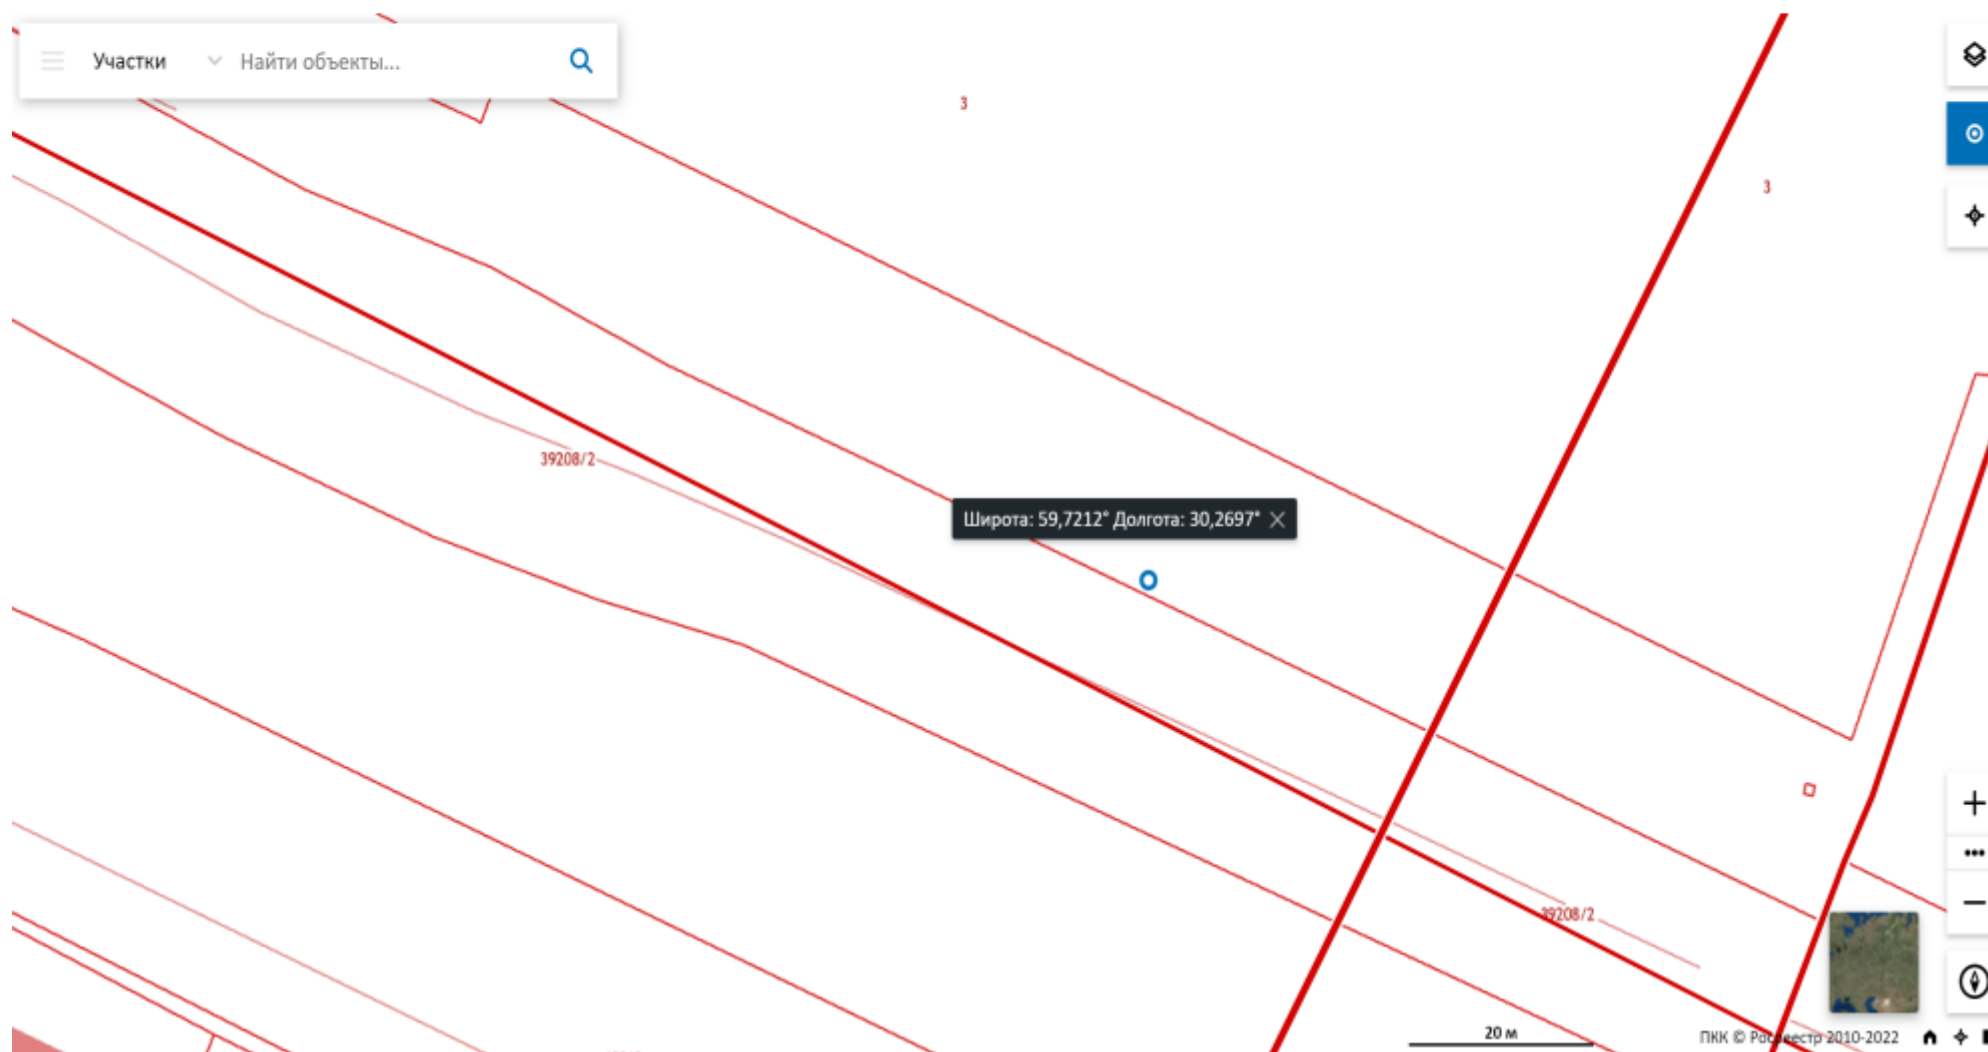 Участки
Найти объекты...
3
3
39208/2
Широта: 59,7212° Долгота: 30,2697°
39208/2
20 м
ПКК © Росреестр 2010-2022